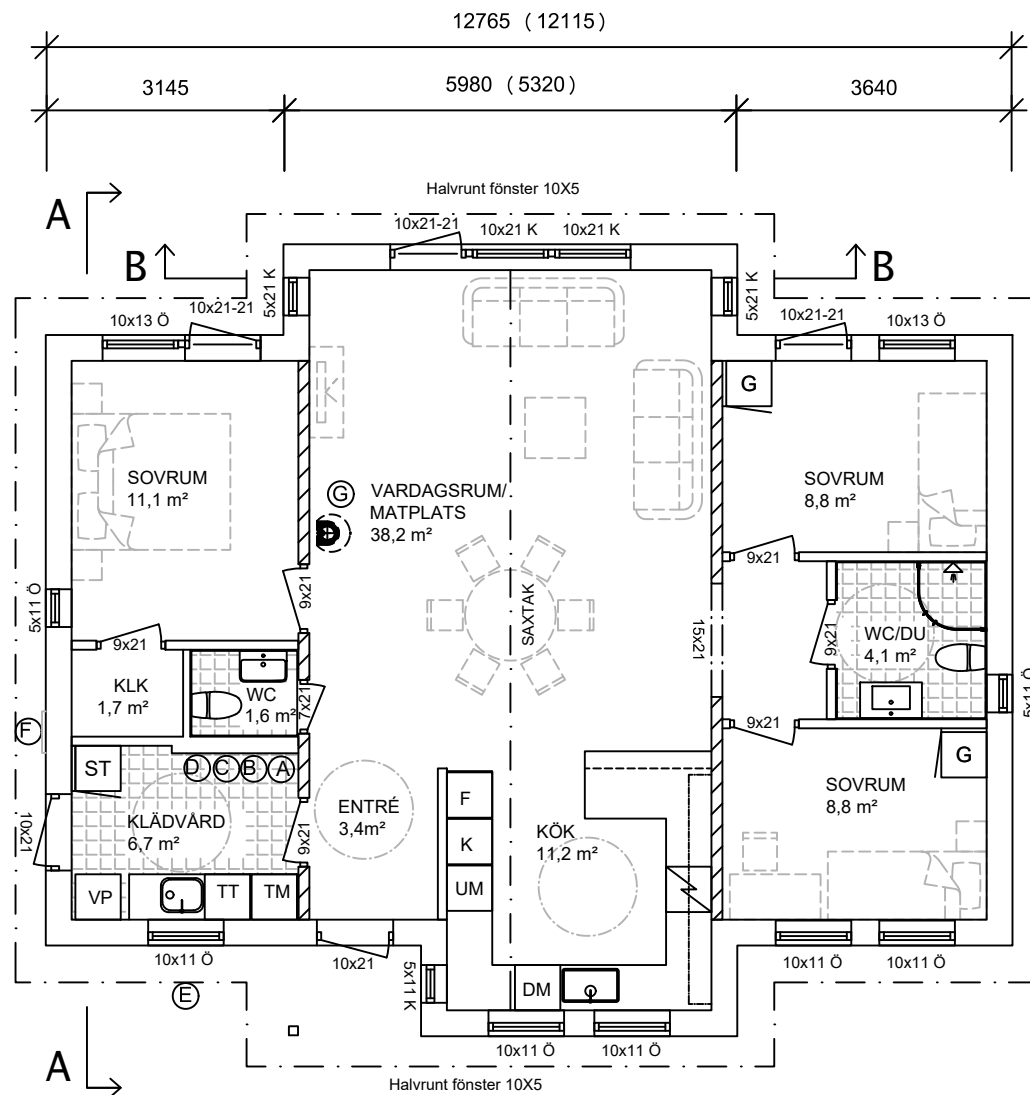 12765 (12115)
3145
5980 (5320)
3640
Halvrunt fönster 10X5
A
10x21-21
10x21 K
10x21 K
B
B
5x21 K
5x21 K
10x13 Ö
10x21-21
10x21-21
10x13 Ö
G
SOVRUM
11,1 m²
G
VARDAGSRUM/
MATPLATS
38,2 m²
SOVRUM
8,8 m²
9x21
5x11 Ö
9x21
SAXTAK
15x21
9x21
WC/DU
4,1 m²
9x21
KLK
1,7 m²
WC
1,6 m²
7x21
5x11 Ö
F
9x21
ST
D
C
B
A
G
SOVRUM
8,8 m²
10x21
KLÄDVÅRD
6,7 m²
9x21
ENTRÉ
3,4m²
F
K
UM
KÖK
11,2 m²
VP
TT
TM
10x11 Ö
10x21
5x11 K
DM
10x11 Ö
10x11 Ö
E
10x11 Ö
10x11 Ö
A
Halvrunt fönster 10X5